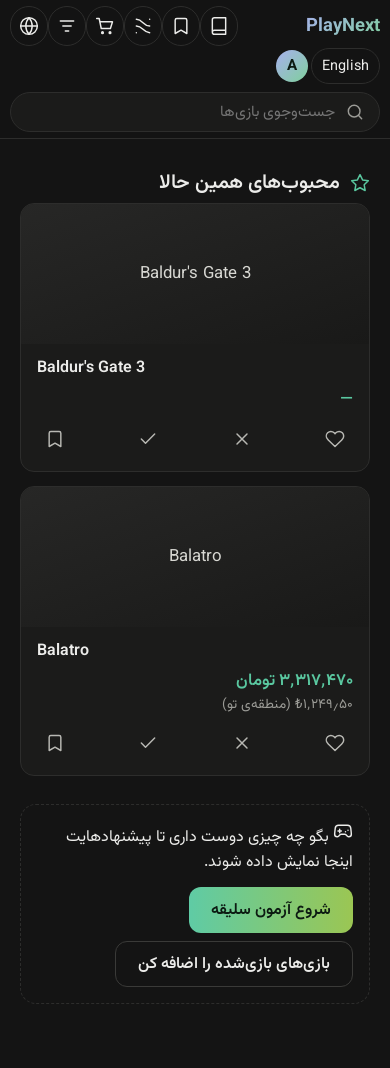 PlayNext
English
A
جست‌وجوی بازی‌ها
محبوب‌های همین حالا
Baldur's Gate 3
Baldur's Gate 3
—
Balatro
Balatro
۳,۳۱۷,۴۷۰ تومان
₺۱,۲۴۹٫۵۰ (منطقه‌ی تو)
بگو چه چیزی دوست داری تا پیشنهادهایت
اینجا نمایش داده شوند.
شروع آزمون سلیقه
بازی‌های بازی‌شده را اضافه کن